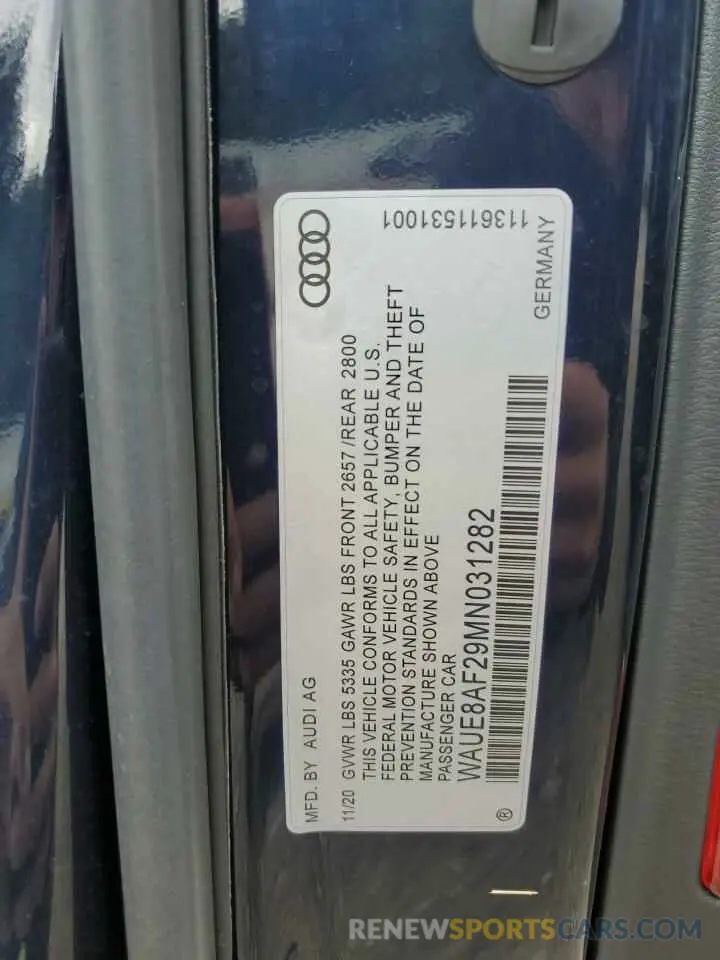 111361153​1001
MFD. BY AUDI AG
11/20 GVWR LBS 5335 GAWR LBS FRONT 2657 /REAR 2800
THIS VEHICLE CONFORMS TO ALL APPLICABLE U.S.
FEDERAL MOTOR VEHICLE SAFETY, BUMPER AND THEFT
PREVENTION STANDARDS IN EFFECT ON THE DATE OF
MANUFACTURE SHOWN ABOVE
PASSENGER CAR
WAUE8AF29MN031282
GERMANY
®
RENEWSPORTSCARS.COM